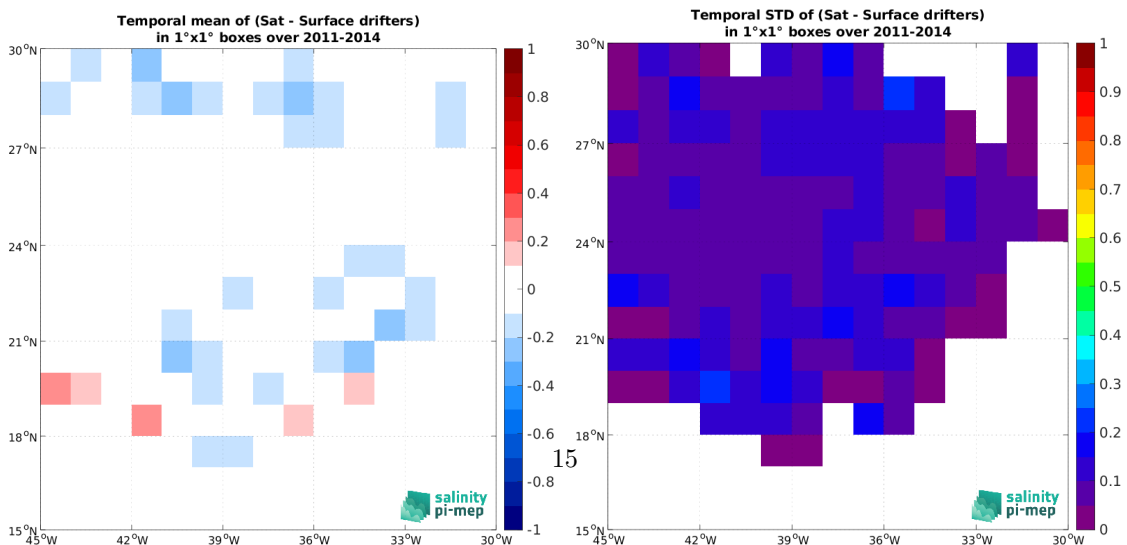 Temporal mean of (Sat - Surface drifters)
in 1°x1° boxes over 2011-2014
30°N
27°N
24°N
21°N
18°N
15°N
45°W
42°W
39°W
36°W
33°W
30°W
1
0.8
0.6
0.4
0.2
0
-0.2
-0.4
-0.6
-0.8
-1
salinity
pi-mep
Temporal STD of (Sat - Surface drifters)
in 1°x1° boxes over 2011-2014
30°N
27°N
24°N
21°N
18°N
15°N
45°W
42°W
39°W
36°W
33°W
30°W
1
0.9
0.8
0.7
0.6
0.5
0.4
0.3
0.2
0.1
0
salinity
pi-mep
15